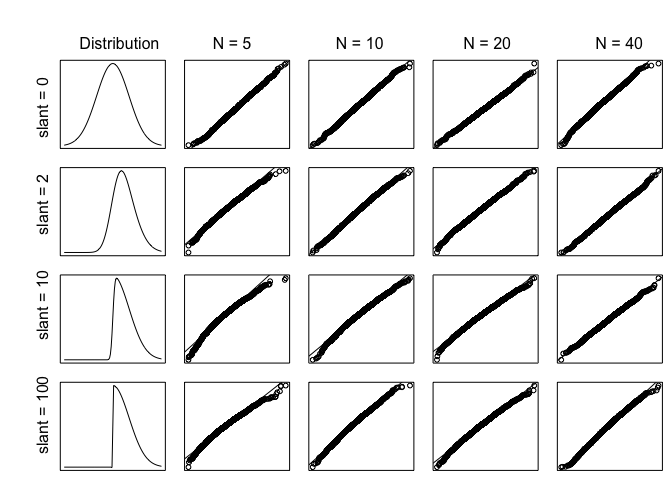 Distribution N = 5 N = 10 N = 20 N = 40
slant = 0
slant = 2
slant = 10
slant = 100